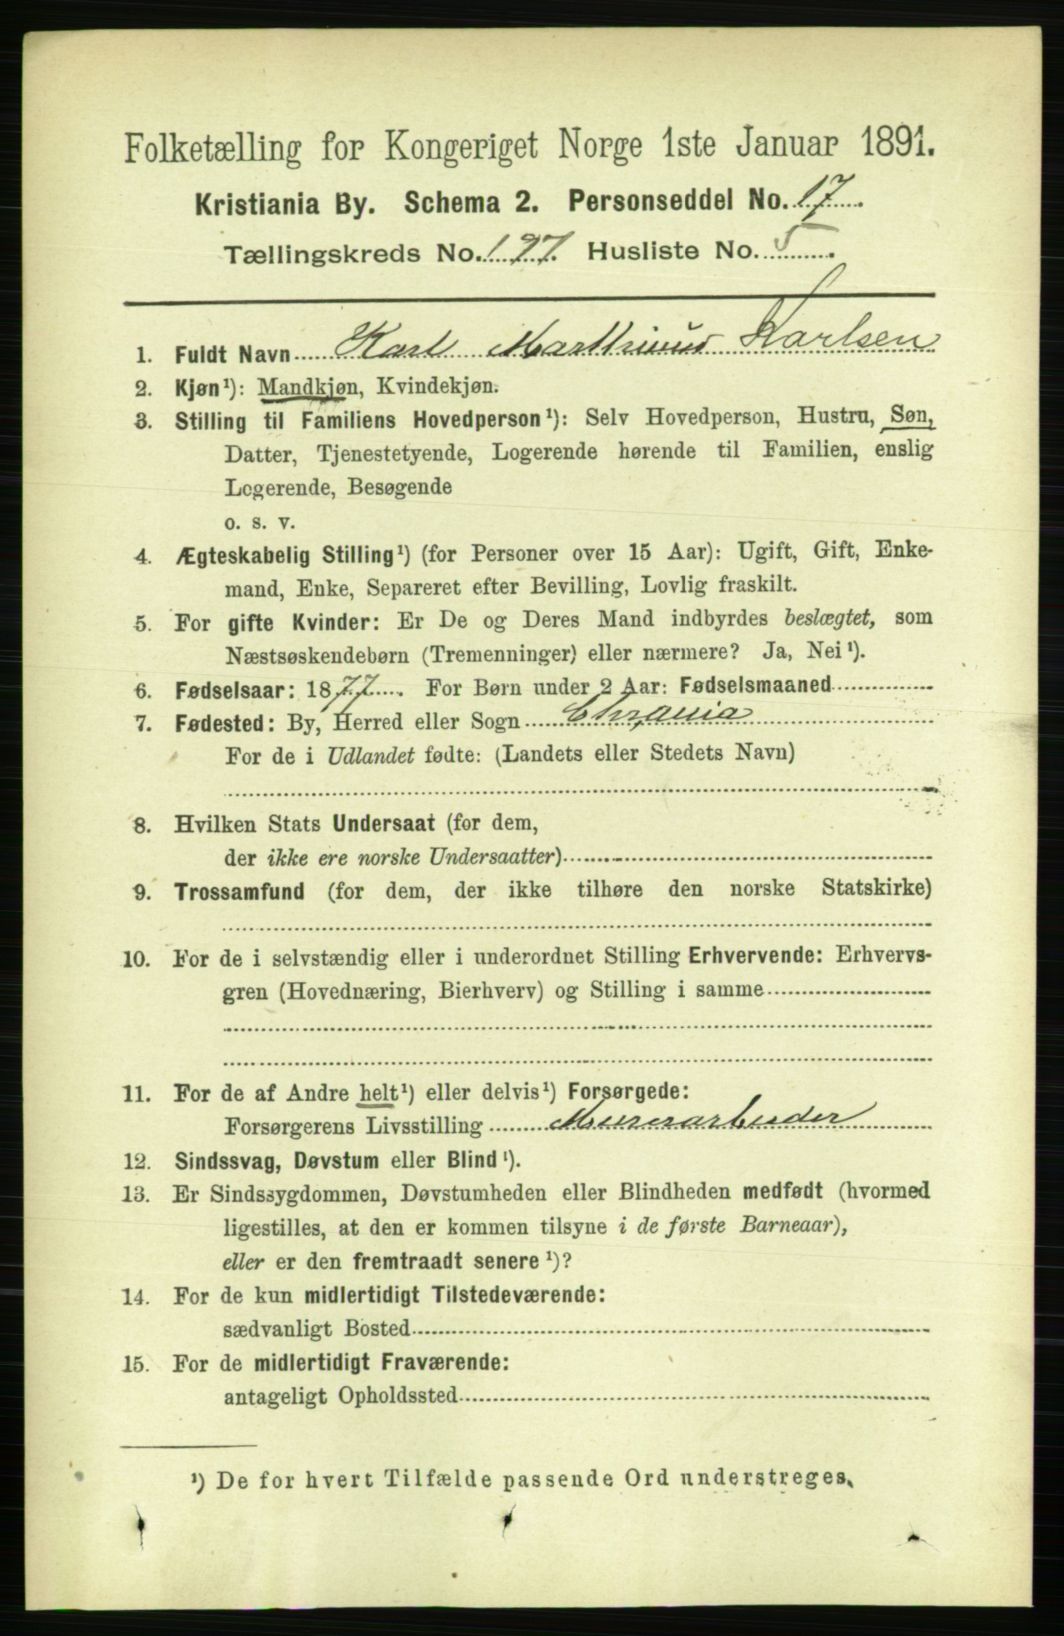 Folketælling for Kongeriget Norge 1ste Januar 1891.
Kristiania By. Schema 2. Personseddel No. 17.
Tællingskreds No. 197. Husliste No. 5.
1. Fuldt Navn Karl Marthinius Karlsen
2. Kjøn¹): Mandkjøn, Kvindekjøn.
3. Stilling til Familiens Hovedperson¹): Selv Hovedperson, Hustru, Søn,
Datter, Tjenestetyende, Logerende hørende til Familien, enslig
Logerende, Besøgende
o. s. v.
4. Ægteskabelig Stilling¹) (for Personer over 15 Aar): Ugift, Gift, Enke-
mand, Enke, Separeret efter Bevilling, Lovlig fraskilt.
5. For gifte Kvinder: Er De og Deres Mand indbyrdes beslægtet, som
Næstsøskendebørn (Tremenninger) eller nærmere? Ja, Nei¹).
6. Fødselsaar: 1877. For Børn under 2 Aar: Fødselsmaaned
7. Fødested: By, Herred eller Sogn Chrania
For de i Udlandet fødte: (Landets eller Stedets Navn)
8. Hvilken Stats Undersaat (for dem,
der ikke ere norske Undersaatter)
9. Trossamfund (for dem, der ikke tilhøre den norske Statskirke)
10. For de i selvstændig eller i underordnet Stilling Erhvervende: Erhvervs-
gren (Hovednæring, Bierhverv) og Stilling i samme
11. For de af Andre helt¹) eller delvis¹) Forsørgede:
Forsørgerens Livsstilling Murerarbeider
12. Sindssvag, Døvstum eller Blind¹).
13. Er Sindssygdommen, Døvstumheden eller Blindheden medfødt (hvormed
ligestilles, at den er kommen tilsyne i de første Barneaar),
eller er den fremtraadt senere¹)?
14. For de kun midlertidigt Tilstedeværende:
sædvanligt Bosted
15. For de midlertidigt Fraværende:
antageligt Opholdssted
¹) De for hvert Tilfælde passende Ord understreges.